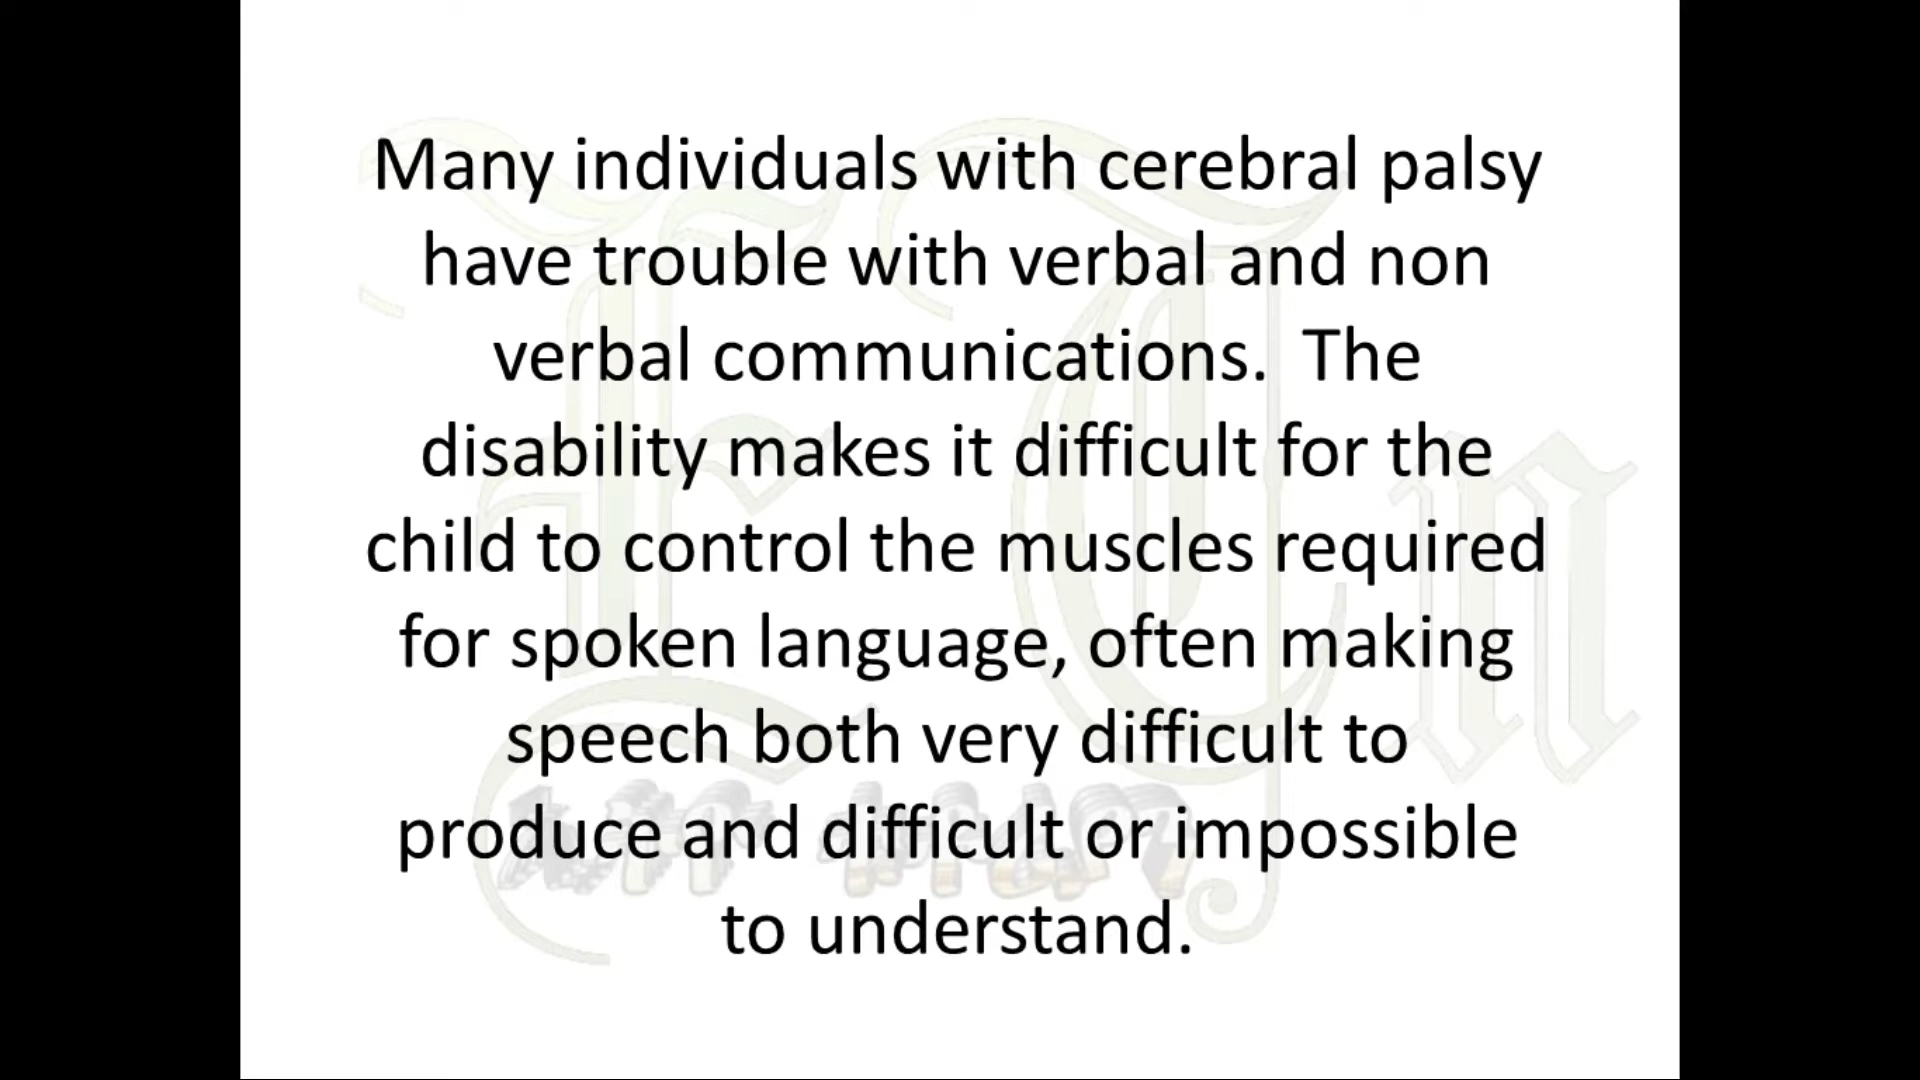 Many individuals with cerebral palsy
have trouble with verbal and non
verbal communications.  The
disability makes it difficult for the
child to control the muscles required
for spoken language, often making
speech both very difficult to
produce and difficult or impossible
to understand.